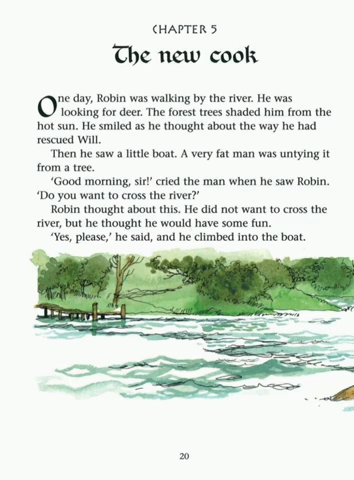 CHAPTER 5
The new cook
One day, Robin was walking by the river. He was
looking for deer. The forest trees shaded him from the
hot sun. He smiled as he thought about the way he had
rescued Will.
Then he saw a little boat. A very fat man was untying it
from a tree.
‘Good morning, sir!’ cried the man when he saw Robin.
‘Do you want to cross the river?’
Robin thought about this. He did not want to cross the
river, but he thought he would have some fun.
‘Yes, please,’ he said, and he climbed into the boat.
20